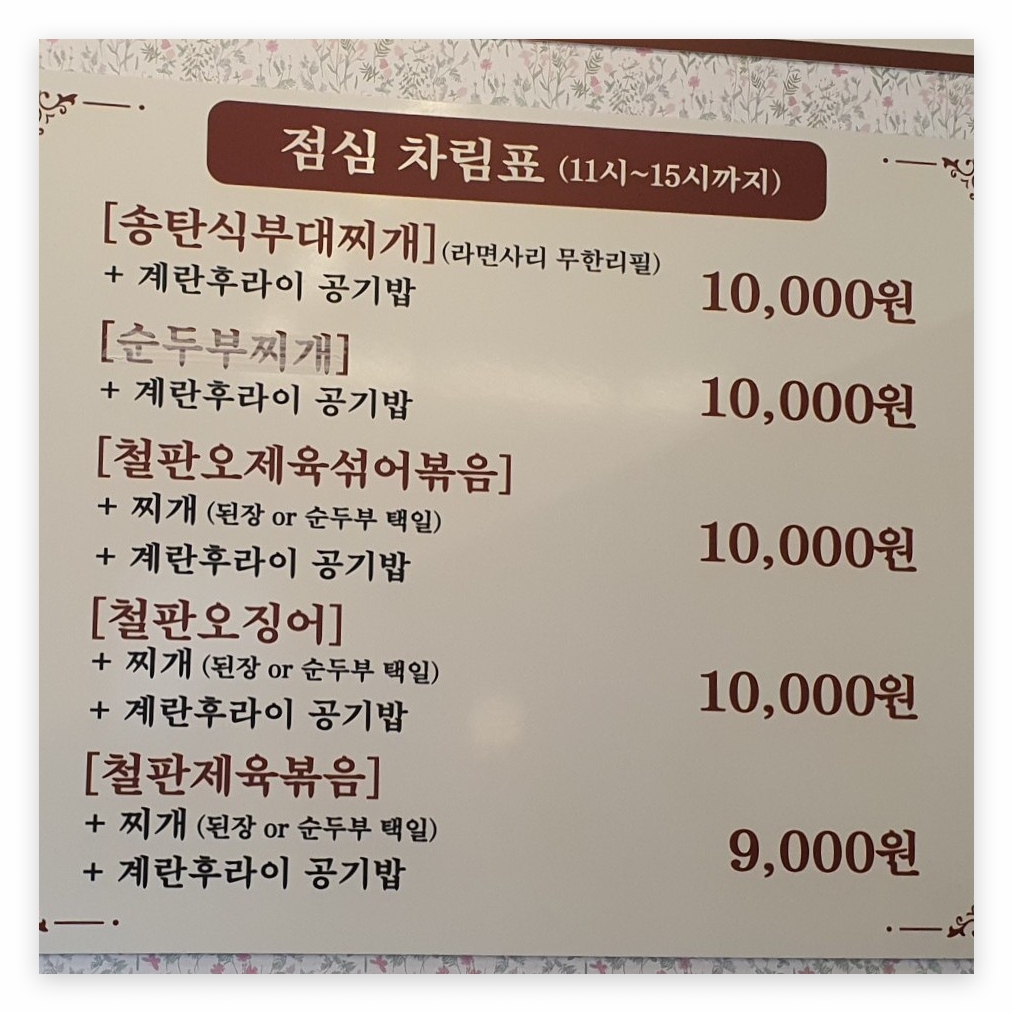 점심 차림표 (11시~15시까지)
[송탄식부대찌개] (라면사리 무한리필)
+ 계란후라이 공기밥 10,000원
[순두부찌개]
+ 계란후라이 공기밥 10,000원
[철판오제육섞어볶음]
+ 찌개 (된장 or 순두부 택일)
+ 계란후라이 공기밥 10,000원
[철판오징어]
+ 찌개 (된장 or 순두부 택일)
+ 계란후라이 공기밥 10,000원
[철판제육볶음]
+ 찌개 (된장 or 순두부 택일)
+ 계란후라이 공기밥 9,000원